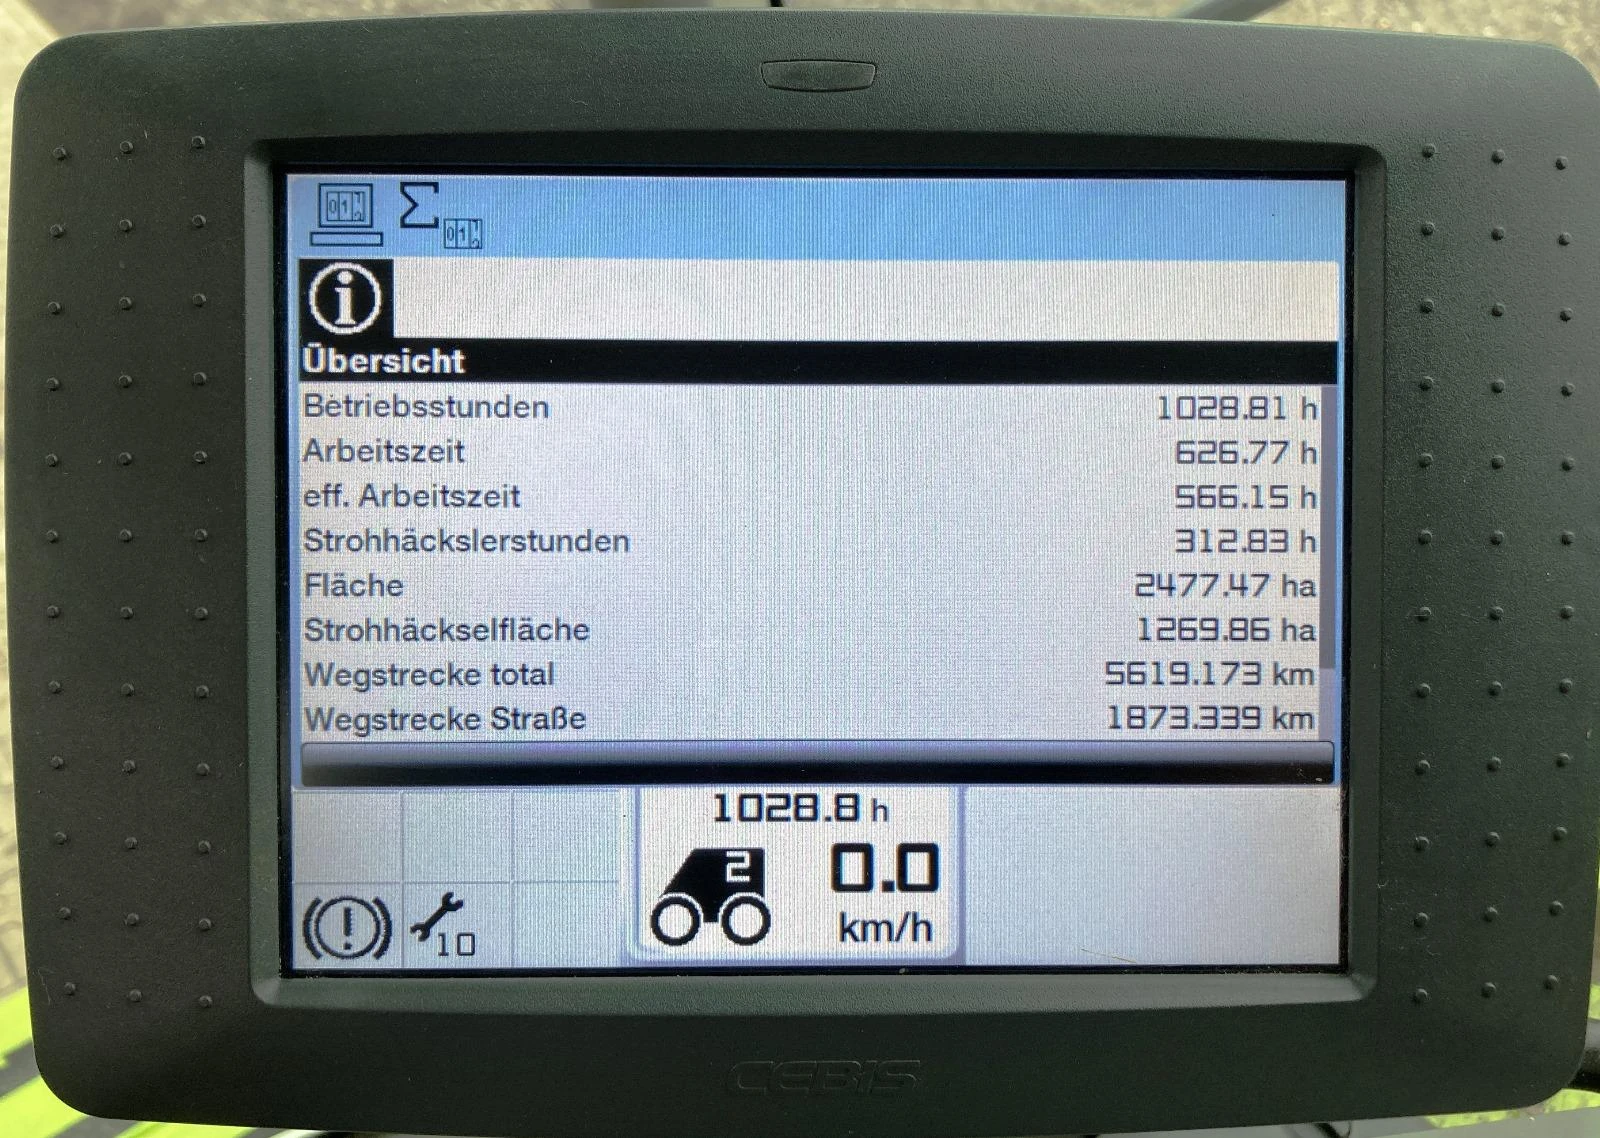 Übersicht
Betriebsstunden 1028.81 h
Arbeitszeit 626.77 h
eff. Arbeitszeit 566.15 h
Strohhäckslerstunden 312.83 h
Fläche 2477.47 ha
Strohhäckselfläche 1269.86 ha
Wegstrecke total 5619.173 km
Wegstrecke Straße 1873.339 km
1028.8 h
2 0.0
km/h
10
CEBIS